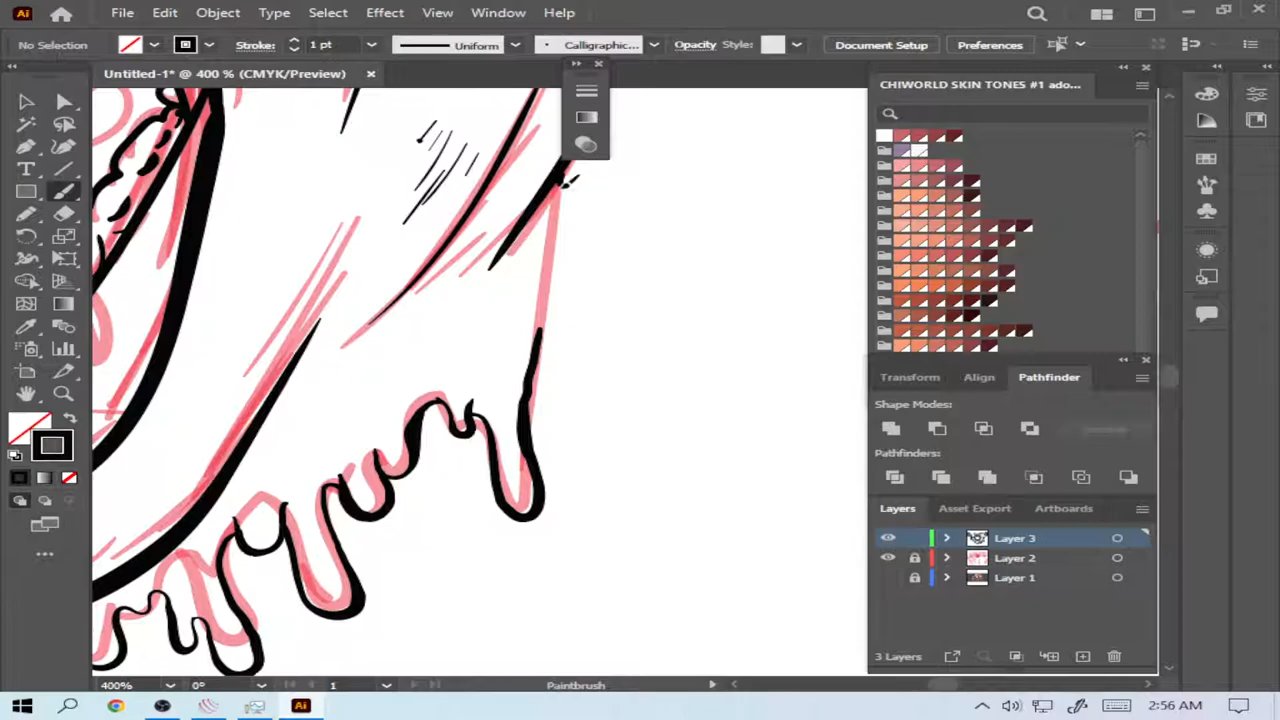 Ai File Edit Object Type Select Effect View Window Help
No Selection Stroke: 1 pt Uniform Calligraphic... Opacity Style: Document Setup Preferences
Untitled-1* @ 400 % (CMYK/Preview)
CHIWORLD SKIN TONES #1 ado...
Transform Align Pathfinder
Shape Modes:
Pathfinders:
Layers Asset Export Artboards
Layer 3
Layer 2
Layer 1
3 Layers
400% 0° 1 Paintbrush
Ai 2:56 AM